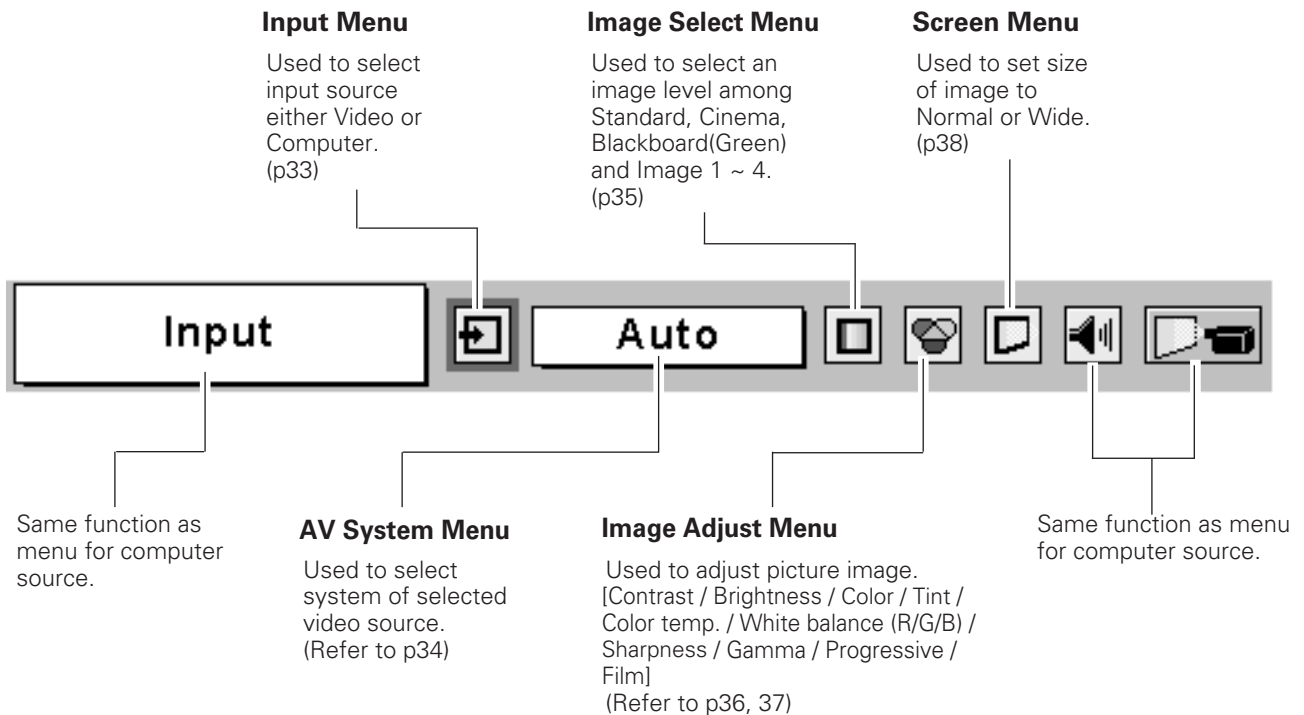 Input Menu
Used to select
input source
either Video or
Computer.
(p33)
Image Select Menu
Used to select an
image level among
Standard, Cinema,
Blackboard(Green)
and Image 1 ~ 4.
(p35)
Screen Menu
Used to set size
of image to
Normal or Wide.
(p38)
Input
Auto
Same function as
menu for computer
source.
AV System Menu
Used to select
system of selected
video source.
(Refer to p34)
Image Adjust Menu
Used to adjust picture image.
[Contrast / Brightness / Color / Tint /
Color temp. / White balance (R/G/B) /
Sharpness / Gamma / Progressive /
Film]
(Refer to p36, 37)
Same function as menu
for computer source.